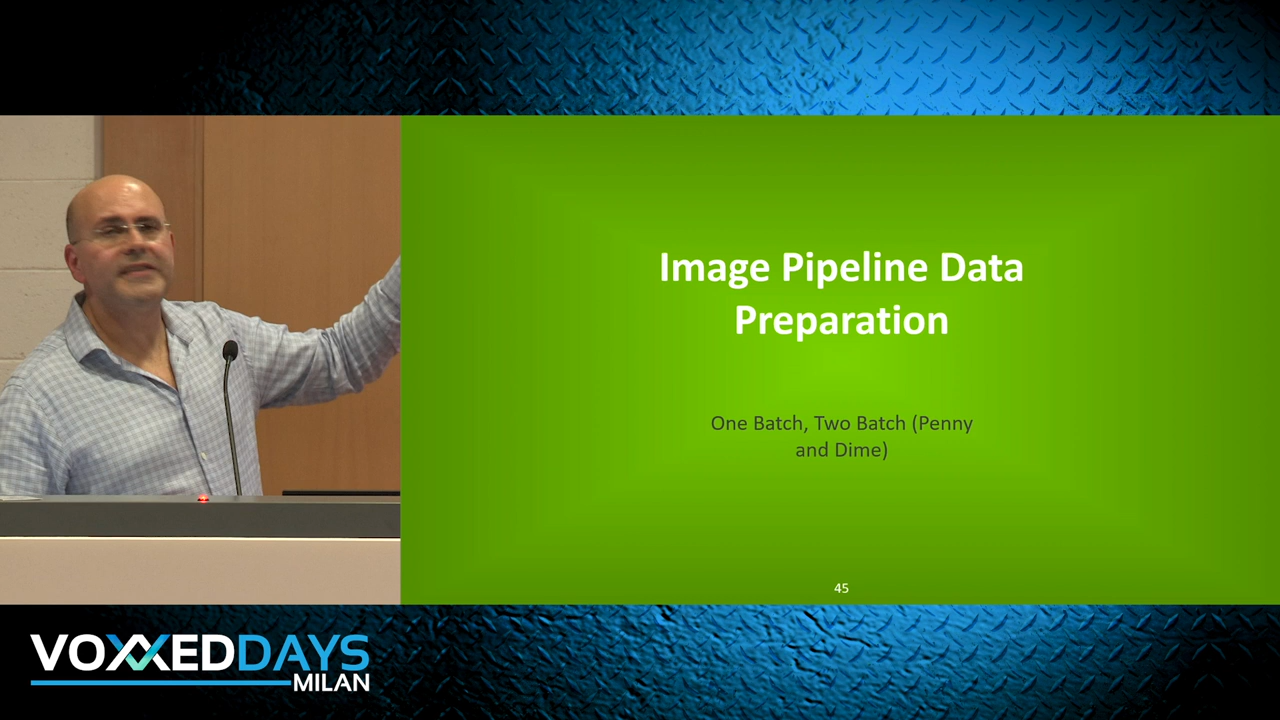 Image Pipeline Data
Preparation
One Batch, Two Batch (Penny
and Dime)
45
VOXXEDDAYS
MILAN